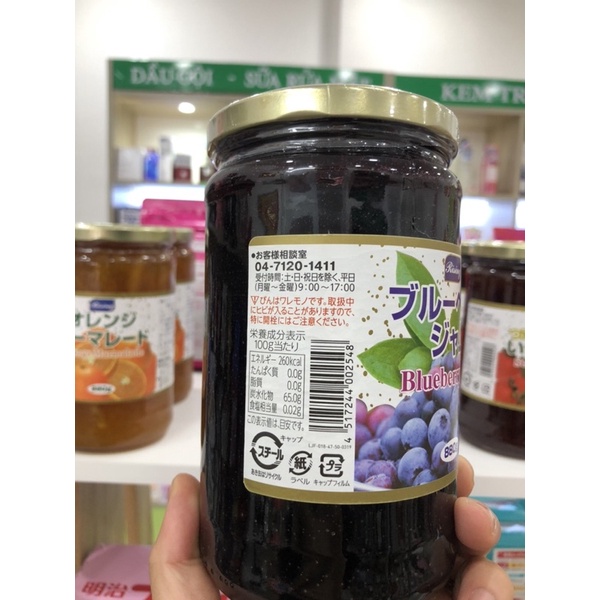 DẦU GỘI - SỮA RỬA
KEM TR
●お客様相談室
04-7120-1411
受付時間:土・日・祝日を除く、平日
(月曜～金曜)9:00～17:00
びんはワレモノです。取扱中
にヒビが入ることがありますので、
特に開栓にはご注意ください。
栄養成分表示
100g当たり
エネルギー 260kcal
たんぱく質 0.0g
脂質 0.0g
炭水化物 65.0g
食塩相当量 0.02g
この表示値は、目安です。
4 517244 002548
キャップ
スチール
紙
ラベル
プラ
キャップフィルム
ブルー
ジャ
Blueber
880
オレンジ
ーマレード
い
明治